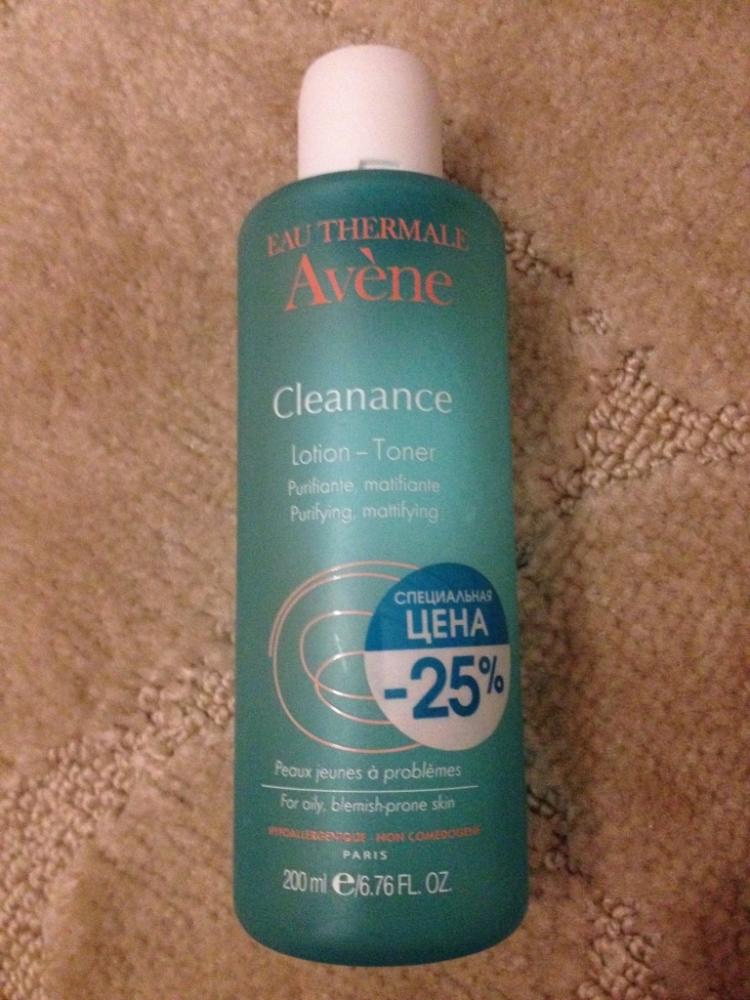 EAU THERMALE
Avène
Cleanance
Lotion – Toner
Purifiante, matifiante
Purifying, mattifying
СПЕЦИАЛЬНАЯ
ЦЕНА
-25%
Peaux jeunes à problèmes
For oily, blemish-prone skin
HYPOALLERGENIQUE - NON COMEDOGENE
PARIS
200 ml e/6.76 FL. OZ.